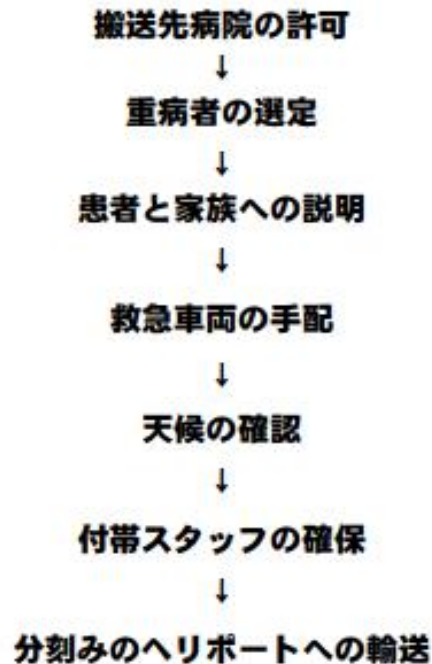 搬送先病院の許可
↓
重病者の選定
↓
患者と家族への説明
↓
救急車両の手配
↓
天候の確認
↓
付帯スタッフの確保
↓
分刻みのヘリポートへの輸送